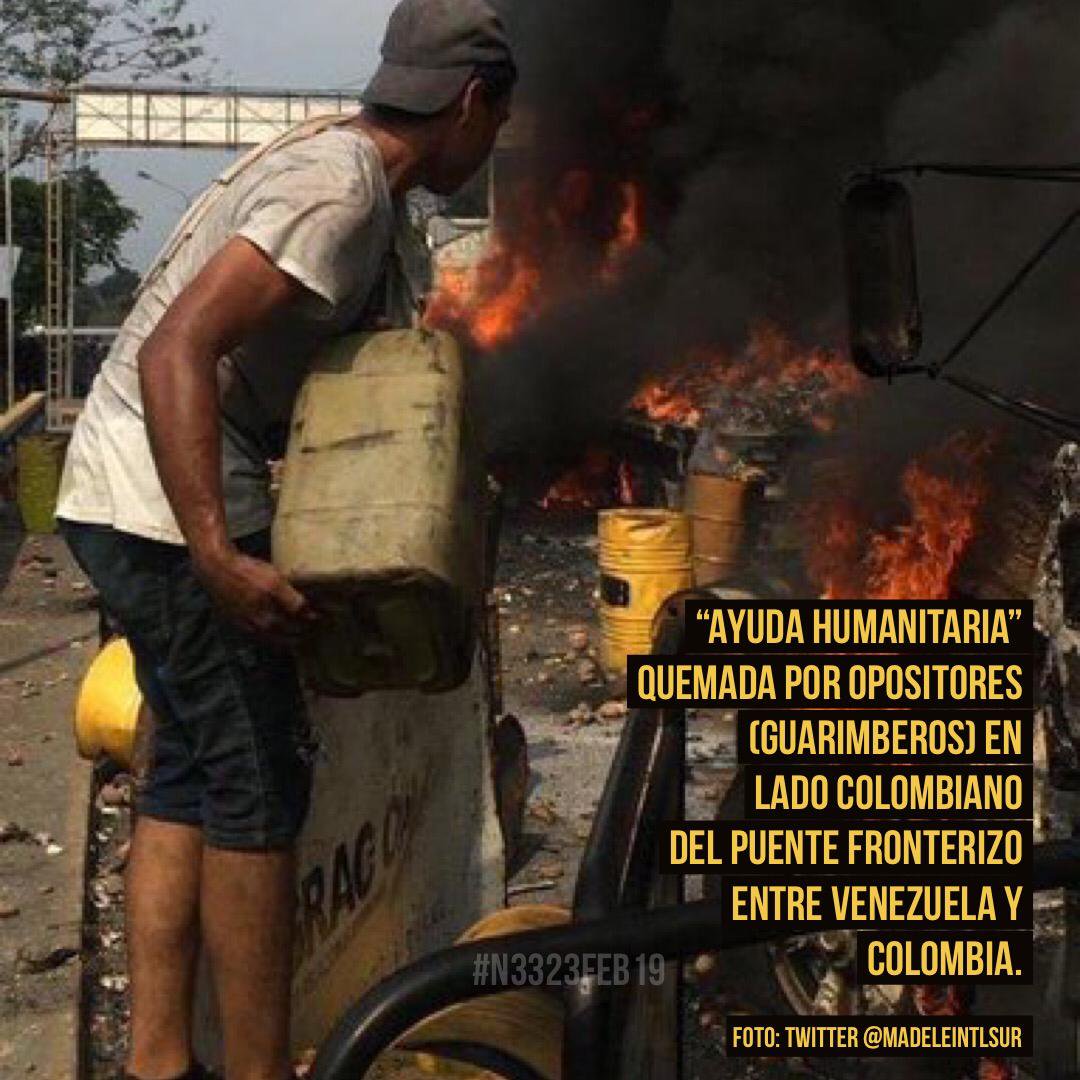 “AYUDA HUMANITARIA”
QUEMADA POR OPOSITORES
(GUARIMBEROS) EN
LADO COLOMBIANO
DEL PUENTE FRONTERIZO
ENTRE VENEZUELA Y
COLOMBIA.
#N3323FEB19
FOTO: TWITTER @MADELEINTLSUR